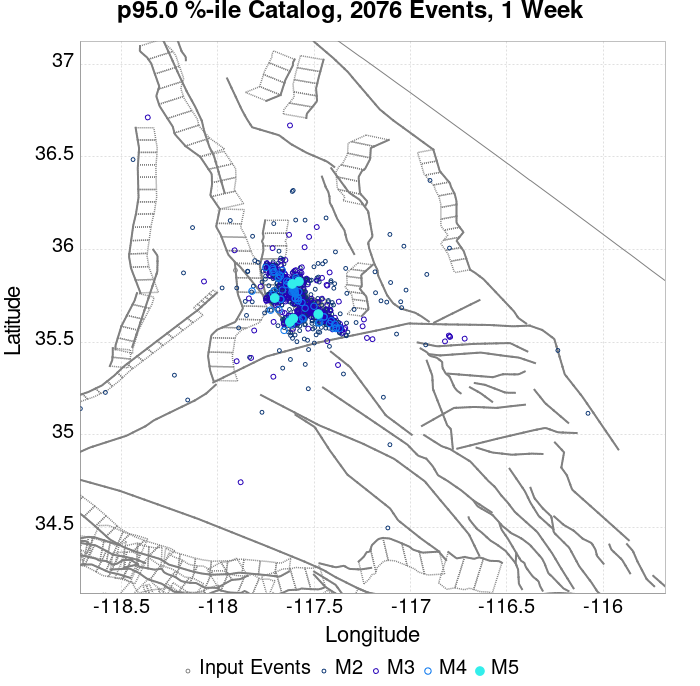 p95.0 %-ile Catalog, 2076 Events, 1 Week
37
36.5
36
35.5
35
34.5
Latitude
-118.5 -118 -117.5 -117 -116.5 -116
Longitude
Input Events M2 M3 M4 M5